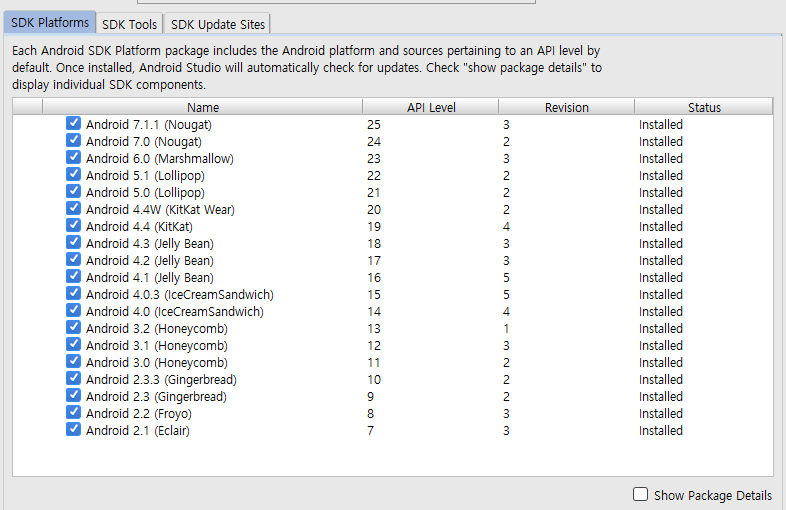 SDK Platforms SDK Tools SDK Update Sites
Each Android SDK Platform package includes the Android platform and sources pertaining to an API level by
default. Once installed, Android Studio will automatically check for updates. Check "show package details" to
display individual SDK components.
Name API Level Revision Status
Android 7.1.1 (Nougat) 25 3 Installed
Android 7.0 (Nougat) 24 2 Installed
Android 6.0 (Marshmallow) 23 3 Installed
Android 5.1 (Lollipop) 22 2 Installed
Android 5.0 (Lollipop) 21 2 Installed
Android 4.4W (KitKat Wear) 20 2 Installed
Android 4.4 (KitKat) 19 4 Installed
Android 4.3 (Jelly Bean) 18 3 Installed
Android 4.2 (Jelly Bean) 17 3 Installed
Android 4.1 (Jelly Bean) 16 5 Installed
Android 4.0.3 (IceCreamSandwich) 15 5 Installed
Android 4.0 (IceCreamSandwich) 14 4 Installed
Android 3.2 (Honeycomb) 13 1 Installed
Android 3.1 (Honeycomb) 12 3 Installed
Android 3.0 (Honeycomb) 11 2 Installed
Android 2.3.3 (Gingerbread) 10 2 Installed
Android 2.3 (Gingerbread) 9 2 Installed
Android 2.2 (Froyo) 8 3 Installed
Android 2.1 (Eclair) 7 3 Installed
Show Package Details